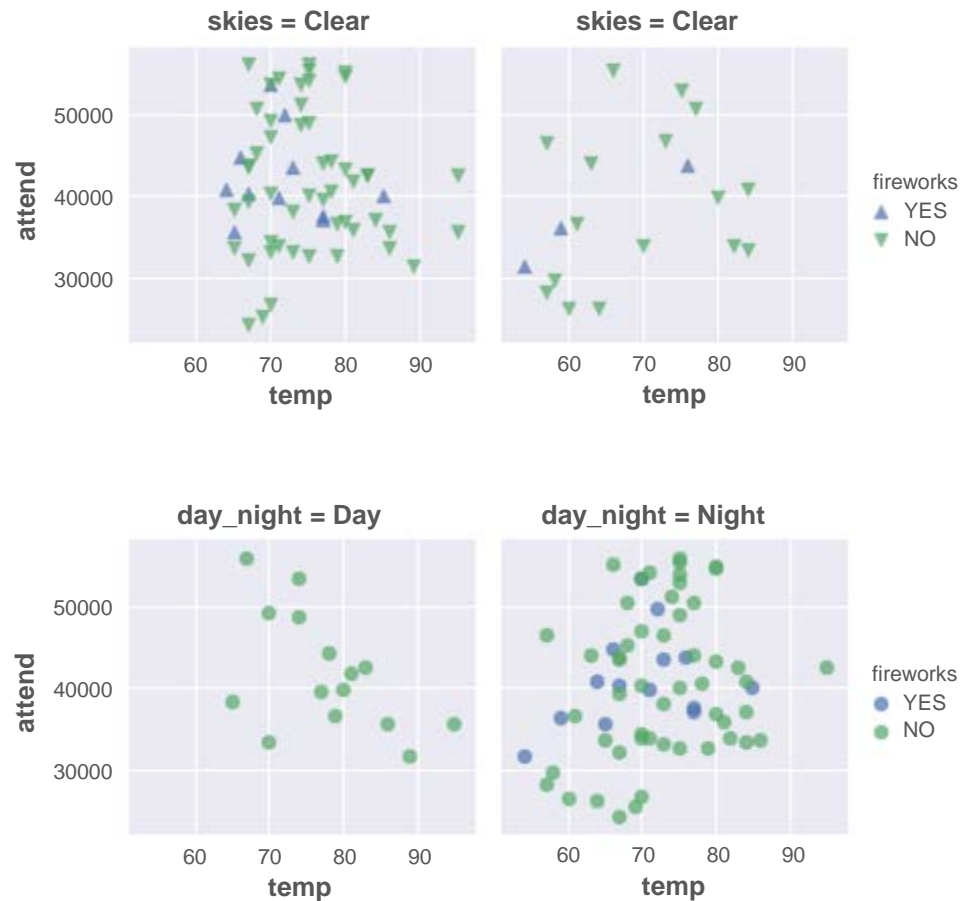 skies = Clear
skies = Clear
attend
50000
40000
30000
60 70 80 90
temp
60 70 80 90
temp
fireworks
YES
NO
day_night = Day
day_night = Night
attend
50000
40000
30000
60 70 80 90
temp
60 70 80 90
temp
fireworks
YES
NO